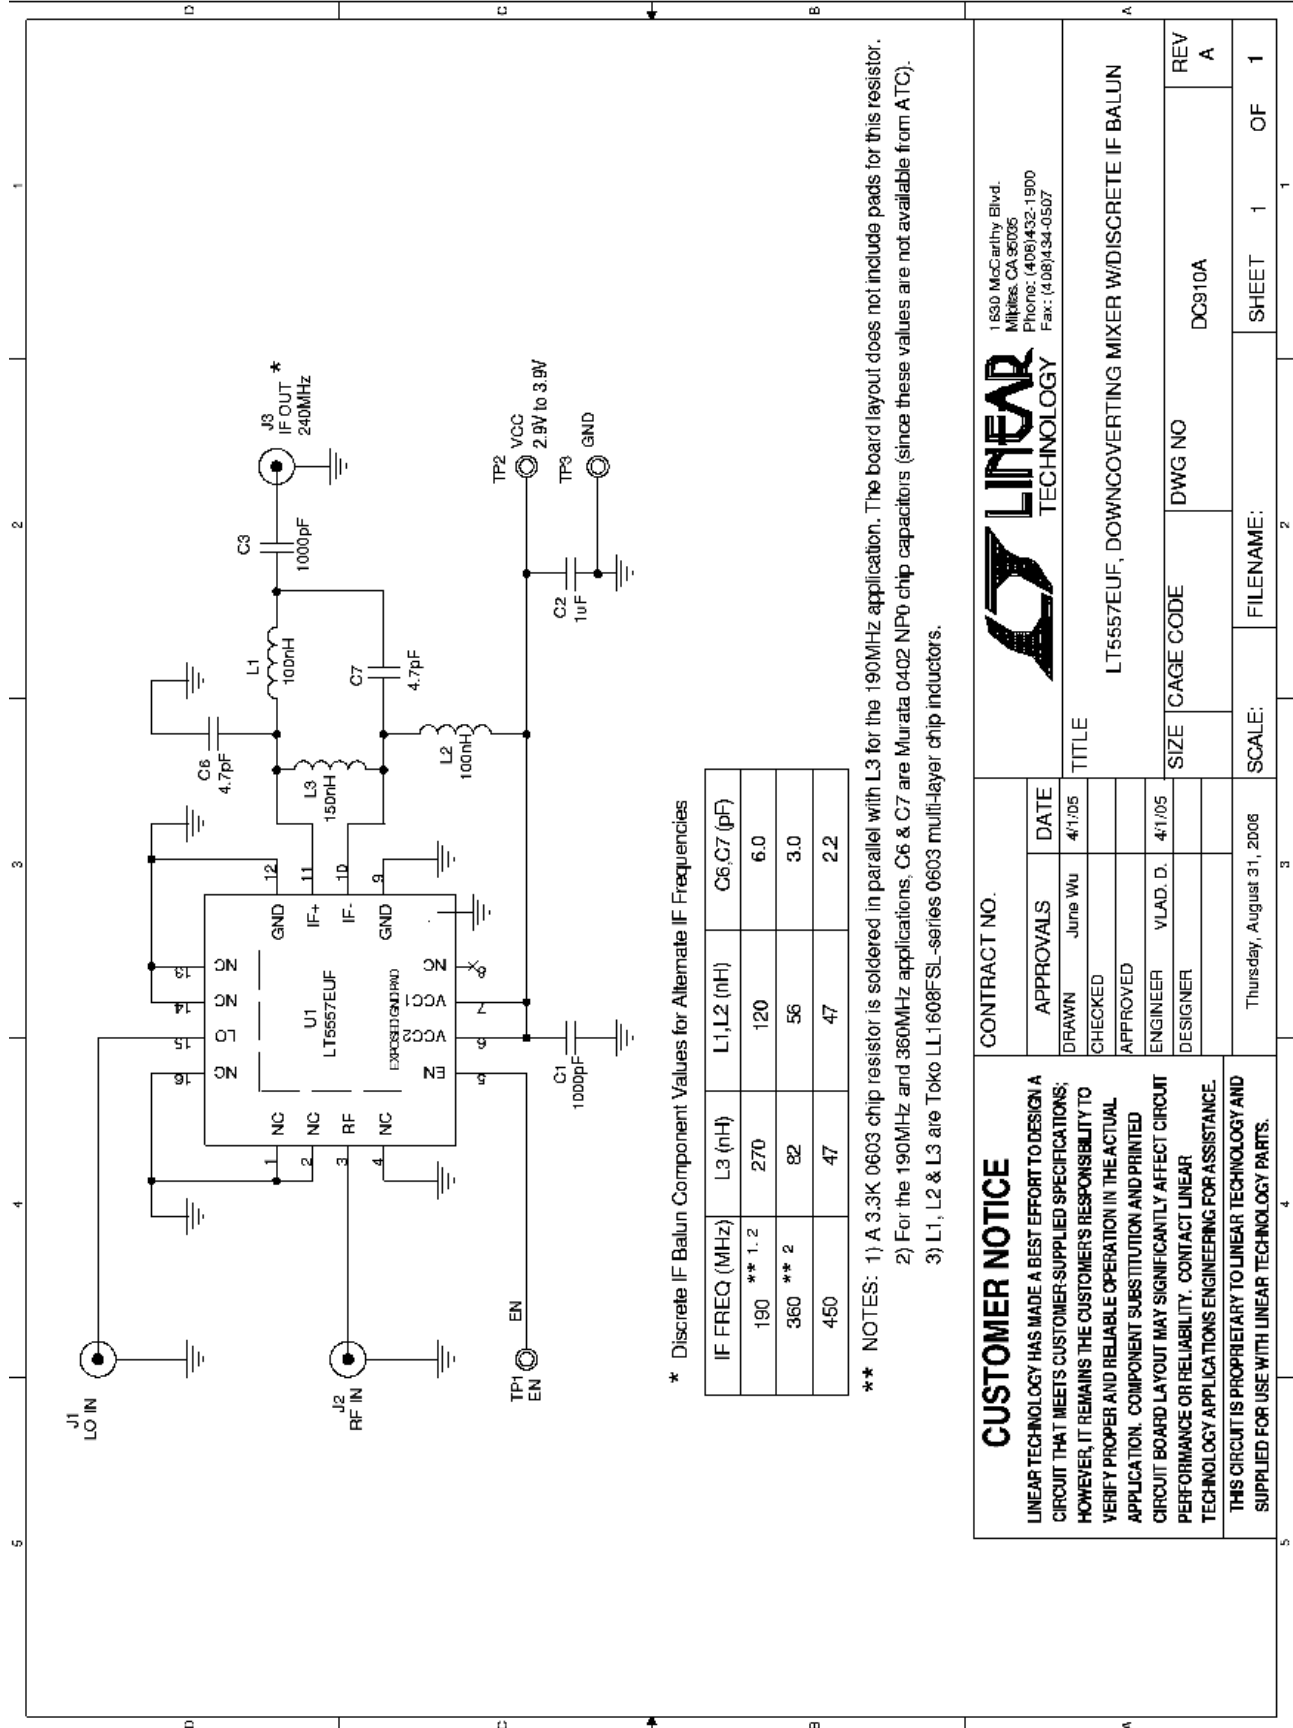 5
4
3
2
1
D
C
B
A
J1
LO IN
J2
RF IN
TP1
EN
EN
16
15
14
13
NC
LO
NC
NC
1
2
3
4
NC
NC
RF
NC
U1
LT5557EUF
EXPOSED GND PAD
GND
IF+
IF-
GND
12
11
10
9
EN
VCC2
VCC1
NC
5
6
7
8
C1
1000pF
C6
4.7pF
L3
150nH
L1
100nH
C7
4.7pF
L2
100nH
C3
1000pF
J3
IF OUT *
240MHz
TP2
VCC
2.9V to 3.9V
TP3
GND
C2
1uF
* Discrete IF Balun Component Values for Alternate IF Frequencies
IF FREQ (MHz) L3 (nH) L1,L2 (nH) C6,C7 (pF)
190 ** 1, 2 270 120 6.0
360 ** 2 82 56 3.0
450 47 47 2.2
** NOTES: 1) A 3.3K 0603 chip resistor is soldered in parallel with L3 for the 190MHz application. The board layout does not include pads for this resistor.
2) For the 190MHz and 360MHz applications, C6 & C7 are Murata 0402 NP0 chip capacitors (since these values are not available from ATC).
3) L1, L2 & L3 are Toko LL1608FSL-series 0603 multi-layer chip inductors.
CUSTOMER NOTICE
LINEAR TECHNOLOGY HAS MADE A BEST EFFORT TO DESIGN A
CIRCUIT THAT MEETS CUSTOMER-SUPPLIED SPECIFICATIONS;
HOWEVER, IT REMAINS THE CUSTOMER'S RESPONSIBILITY TO
VERIFY PROPER AND RELIABLE OPERATION IN THE ACTUAL
APPLICATION. COMPONENT SUBSTITUTION AND PRINTED
CIRCUIT BOARD LAYOUT MAY SIGNIFICANTLY AFFECT CIRCUIT
PERFORMANCE OR RELIABILITY. CONTACT LINEAR
TECHNOLOGY APPLICATIONS ENGINEERING FOR ASSISTANCE.
THIS CIRCUIT IS PROPRIETARY TO LINEAR TECHNOLOGY AND
SUPPLIED FOR USE WITH LINEAR TECHNOLOGY PARTS.
CONTRACT NO.
APPROVALS DATE
DRAWN June Wu 4/1/05
CHECKED
APPROVED
ENGINEER VLAD. D. 4/1/05
DESIGNER
Thursday, August 31, 2006
LINEAR
TECHNOLOGY
1630 McCarthy Blvd.
Milpitas, CA 95035
Phone: (408)432-1900
Fax: (408)434-0507
TITLE
LT5557EUF, DOWNCOVERTING MIXER W/DISCRETE IF BALUN
SIZE
CAGE CODE
DWG NO
DC910A
REV
A
SCALE:
FILENAME:
SHEET 1 OF 1
5
4
3
2
1
D
C
B
A